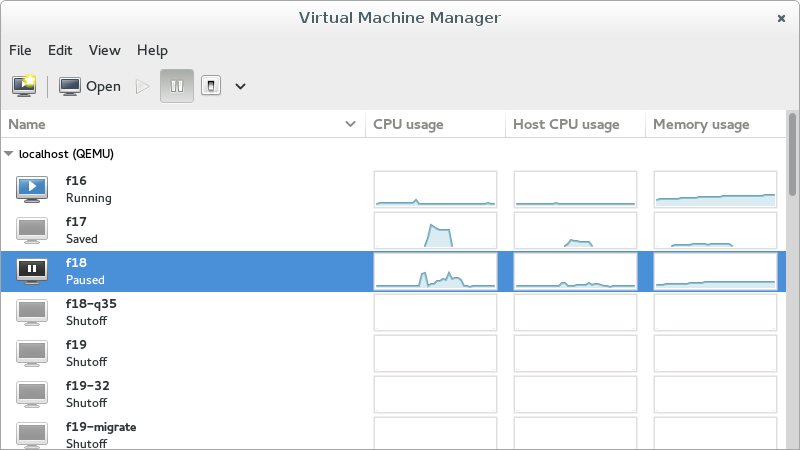 Virtual Machine Manager
File Edit View Help
Open
Name CPU usage Host CPU usage Memory usage
localhost (QEMU)
f16
Running
f17
Saved
f18
Paused
f18-q35
Shutoff
f19
Shutoff
f19-32
Shutoff
f19-migrate
Shutoff